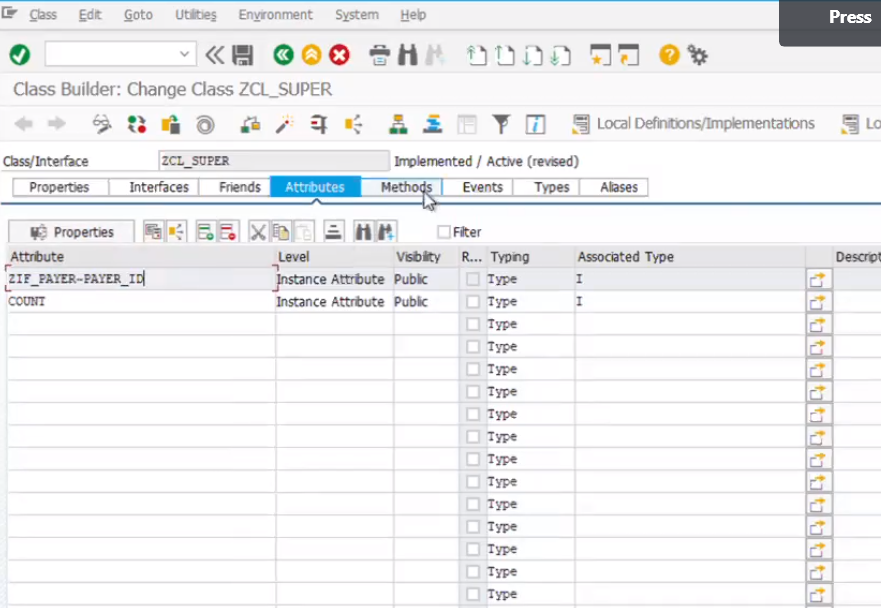 Class Edit Goto Utilities Environment System Help
Press
Class Builder: Change Class ZCL_SUPER
Local Definitions/Implementations Lo
Class/Interface ZCL_SUPER Implemented / Active (revised)
Properties Interfaces Friends Attributes Methods Events Types Aliases
Properties Filter
Attribute Level Visibility R... Typing Associated Type Descript
ZIF_PAYER~PAYER_ID Instance Attribute Public Type I
COUNT Instance Attribute Public Type I
Type
Type
Type
Type
Type
Type
Type
Type
Type
Type
Type
Type
Type